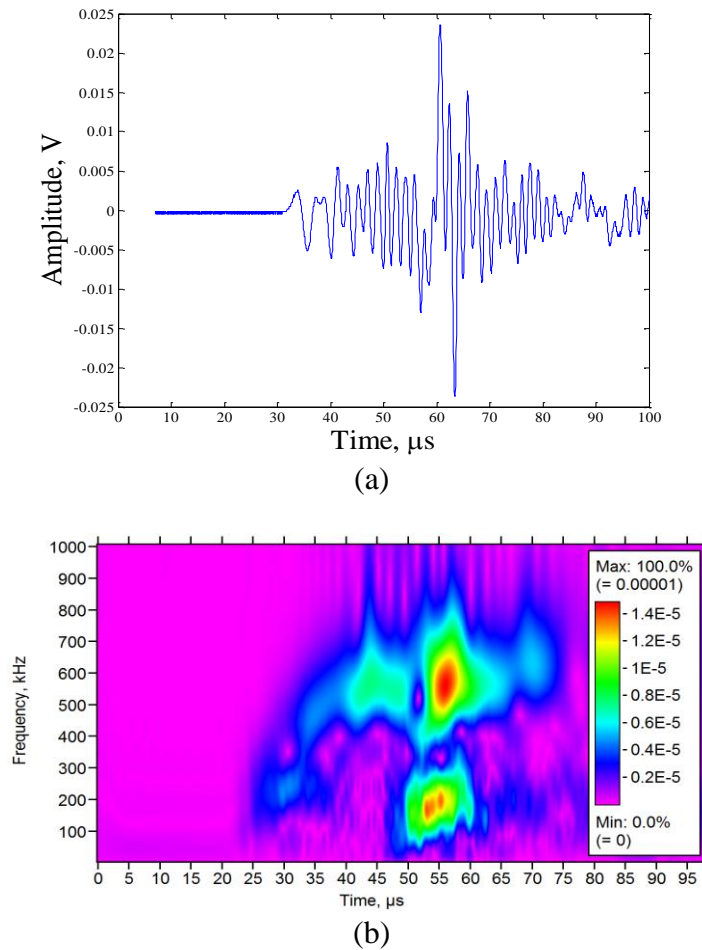 0.025
0.02
0.015
0.01
0.005
0
-0.005
-0.01
-0.015
-0.02
-0.025
Amplitude, V
0 10 20 30 40 50 60 70 80 90 100
Time, μs
(a)
1000
900
800
700
600
500
400
300
200
100
Frequency, kHz
Max: 100.0%
(= 0.00001)
1.4E-5
1.2E-5
1E-5
0.8E-5
0.6E-5
0.4E-5
0.2E-5
Min: 0.0%
(= 0)
0 5 10 15 20 25 30 35 40 45 50 55 60 65 70 75 80 85 90 95
Time, µs
(b)